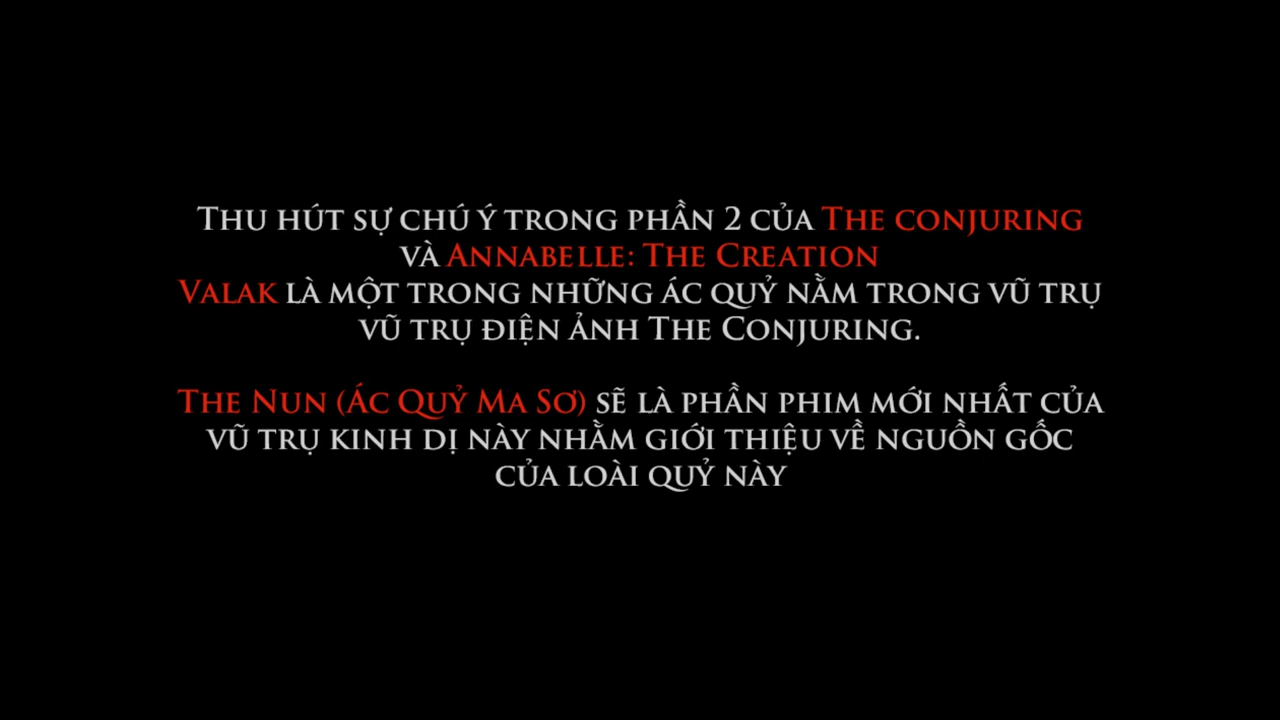 Thu hút sự chú ý trong phần 2 của The conjuring
và Annabelle: The Creation
Valak là một trong những ác quỷ nằm trong vũ trụ
vũ trụ điện ảnh The Conjuring.
The Nun (Ác Quỷ Ma Sơ) sẽ là phần phim mới nhất của
vũ trụ kinh dị này nhằm giới thiệu về nguồn gốc
của loài quỷ này